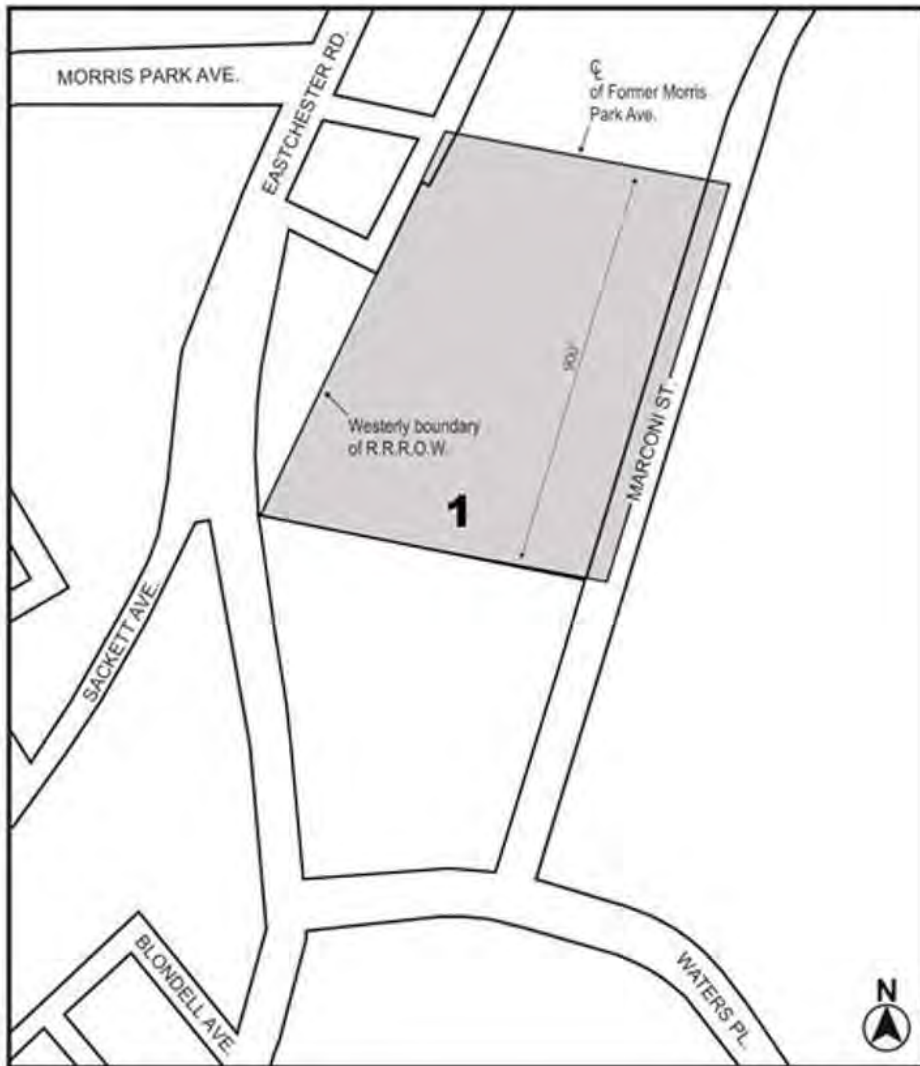 MORRIS PARK AVE.
EASTCHESTER RD.
℄
of Former Morris
Park Ave.
900'
Westerly boundary
of R.R.R.O.W.
MARCONI ST.
1
SACKETT AVE.
BLONDELL AVE.
WATERS PL.
N